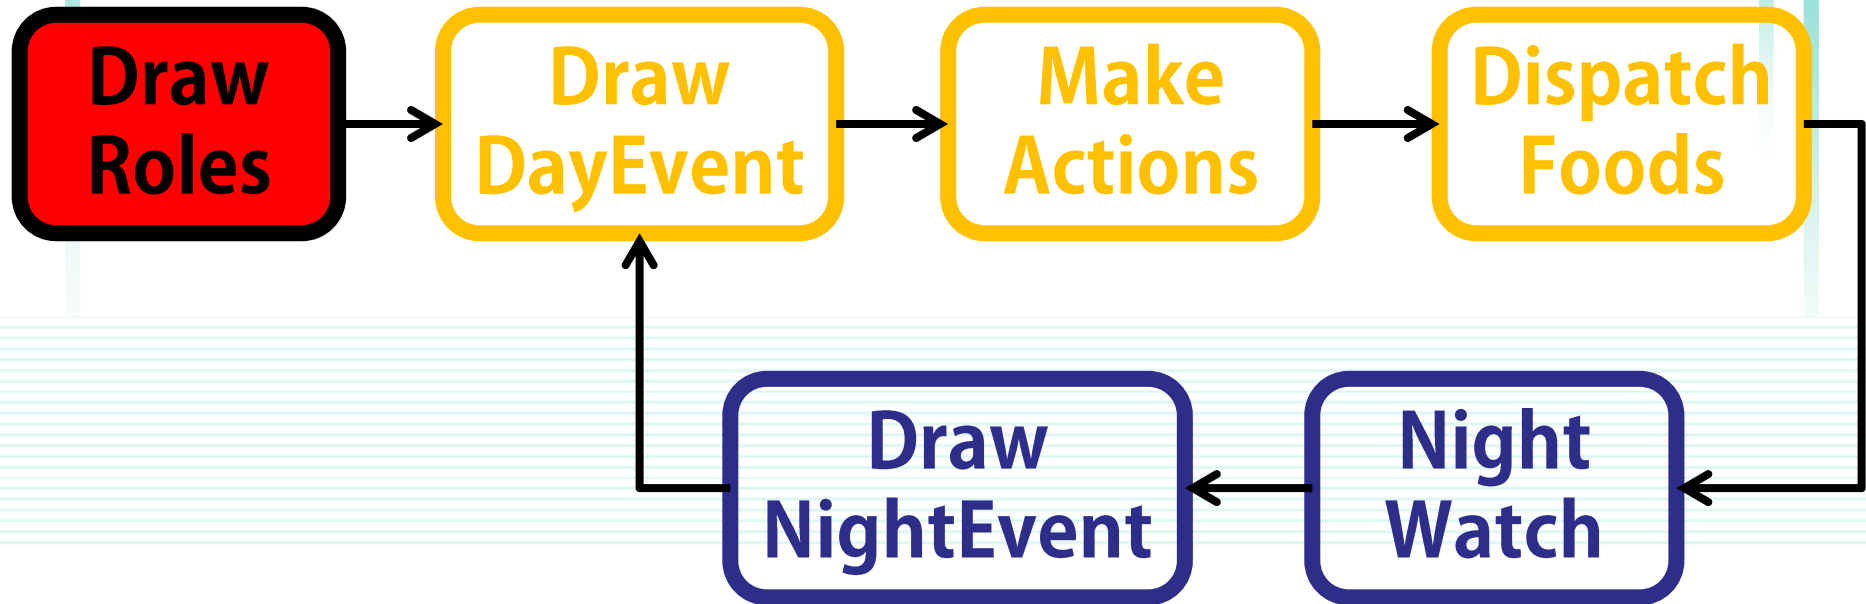 Draw
Roles
Draw
DayEvent
Make
Actions
Dispatch
Foods
Draw
NightEvent
Night
Watch